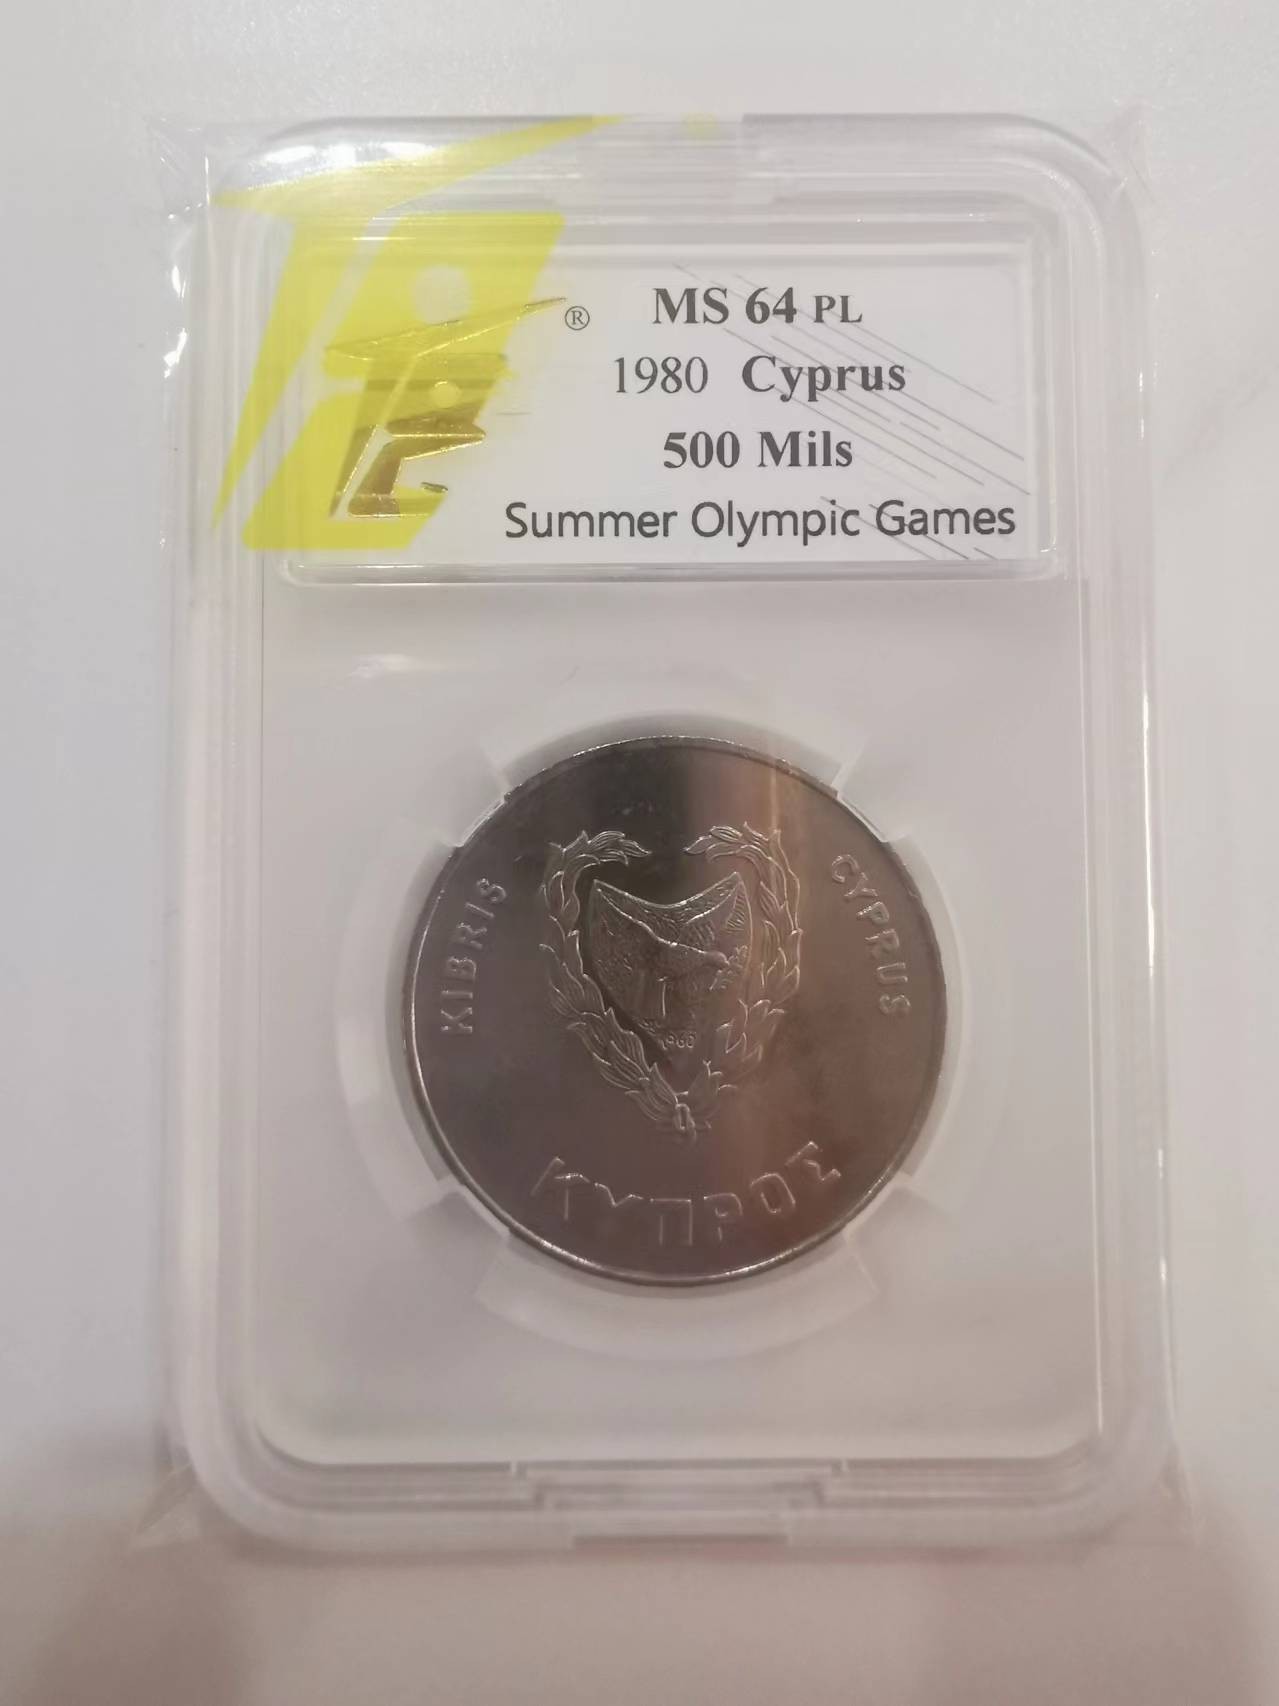 ®
MS 64 PL
1980 Cyprus
500 Mils
Summer Olympic Games
KIBRIS
CYPRUS
1960
ΚΥΠΡΟΣ